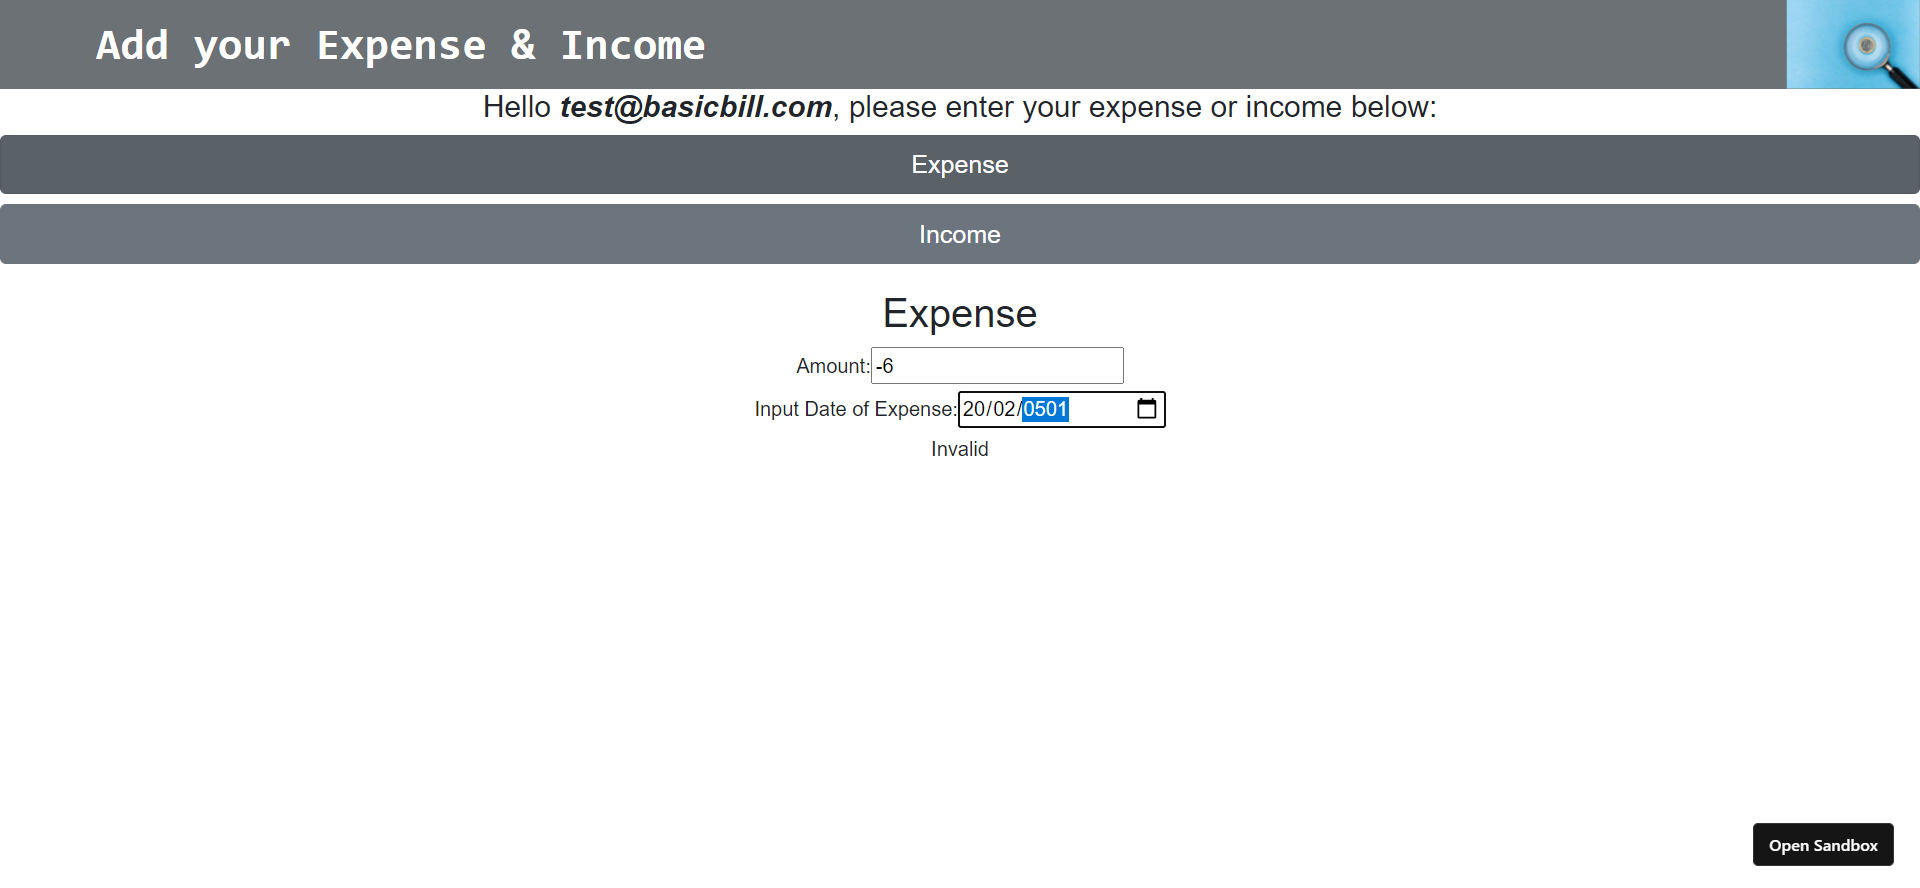 Add your Expense & Income
Hello test@basicbill.com, please enter your expense or income below:
Expense
Income
Expense
Amount: -6
Input Date of Expense: 20/02/0501
Invalid
Open Sandbox